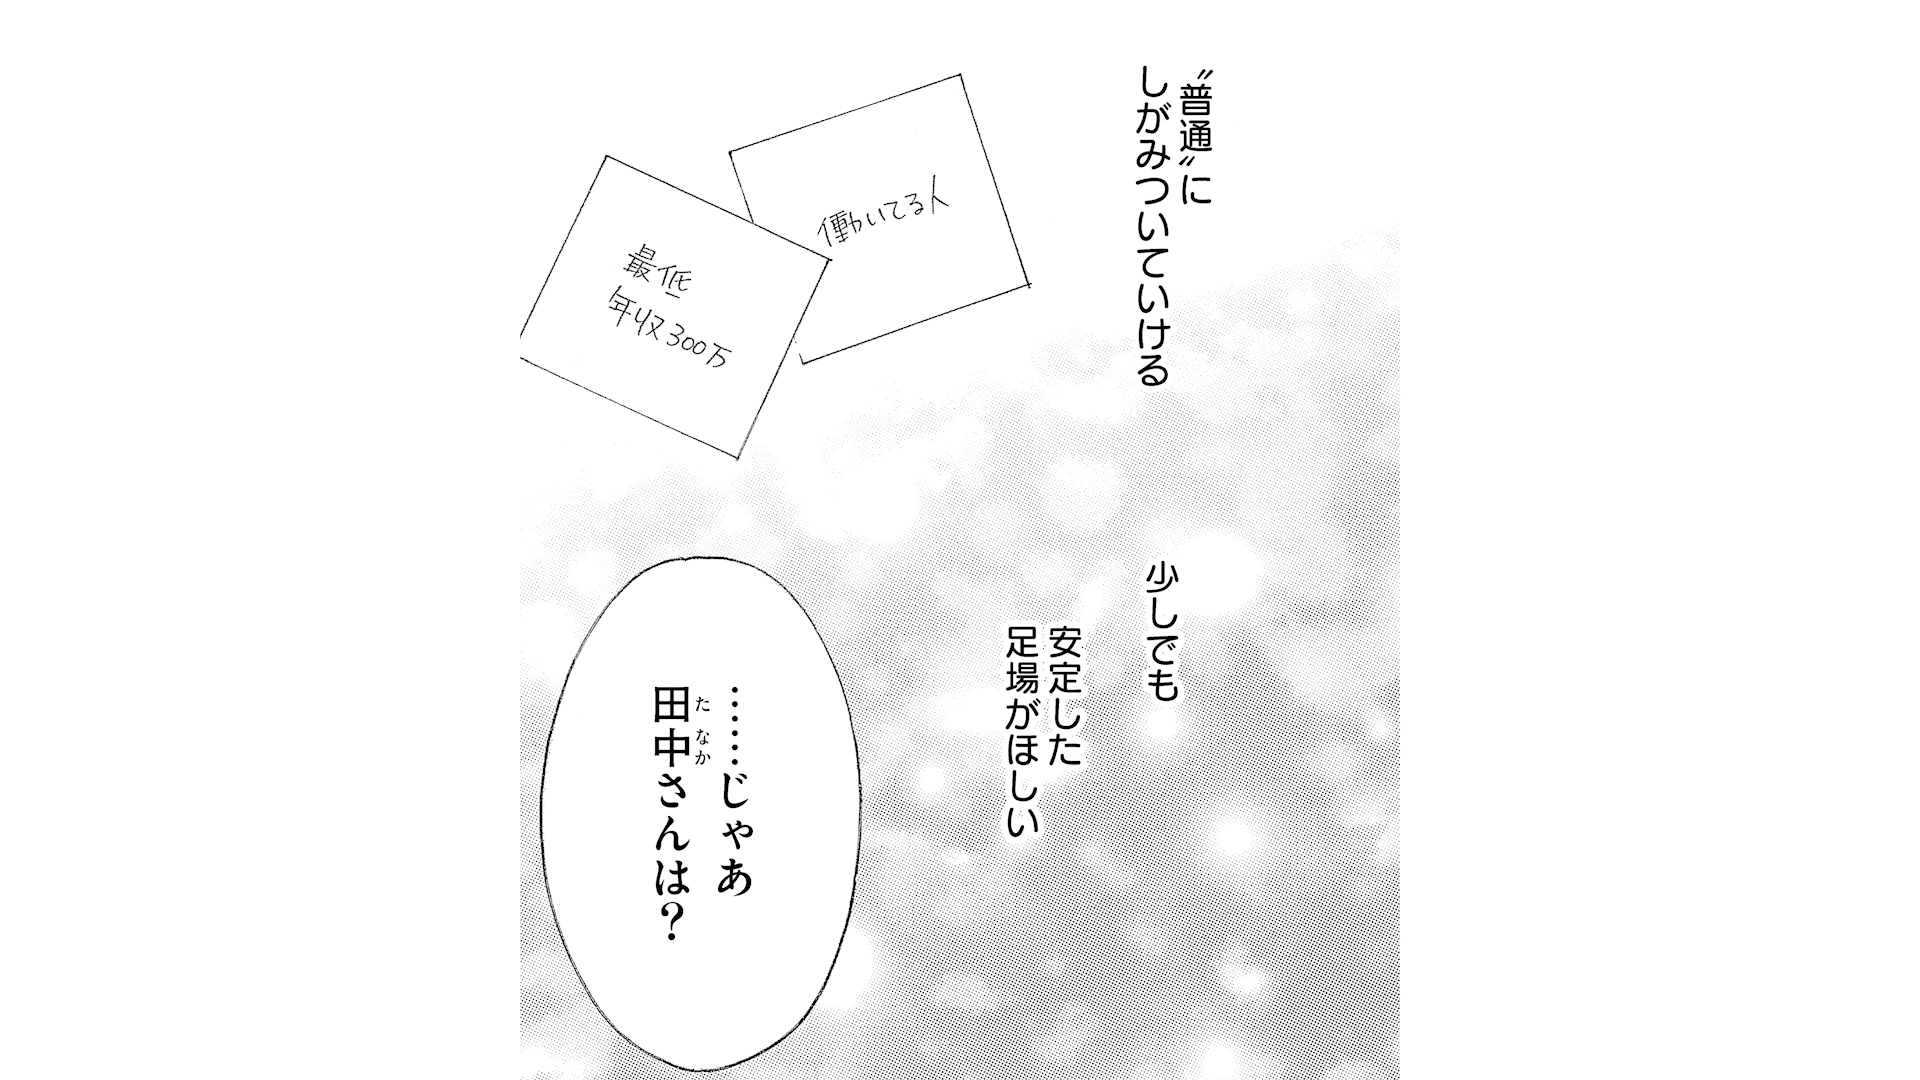 〝普通〟に
しがみついていける
働いてる人
最低
年収300万
少しでも
安定した
足場がほしい
……じゃあ
田中さんは？
たなか